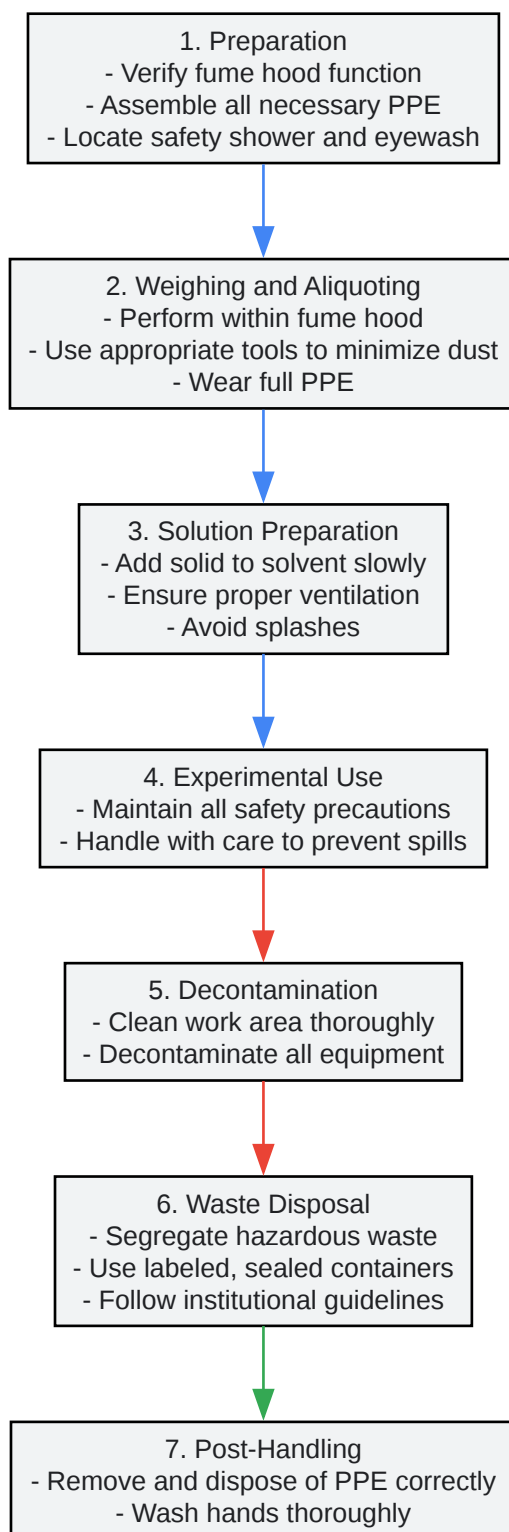 1. Preparation
- Verify fume hood function
- Assemble all necessary PPE
- Locate safety shower and eyewash
2. Weighing and Aliquoting
- Perform within fume hood
- Use appropriate tools to minimize dust
- Wear full PPE
3. Solution Preparation
- Add solid to solvent slowly
- Ensure proper ventilation
- Avoid splashes
4. Experimental Use
- Maintain all safety precautions
- Handle with care to prevent spills
5. Decontamination
- Clean work area thoroughly
- Decontaminate all equipment
6. Waste Disposal
- Segregate hazardous waste
- Use labeled, sealed containers
- Follow institutional guidelines
7. Post-Handling
- Remove and dispose of PPE correctly
- Wash hands thoroughly